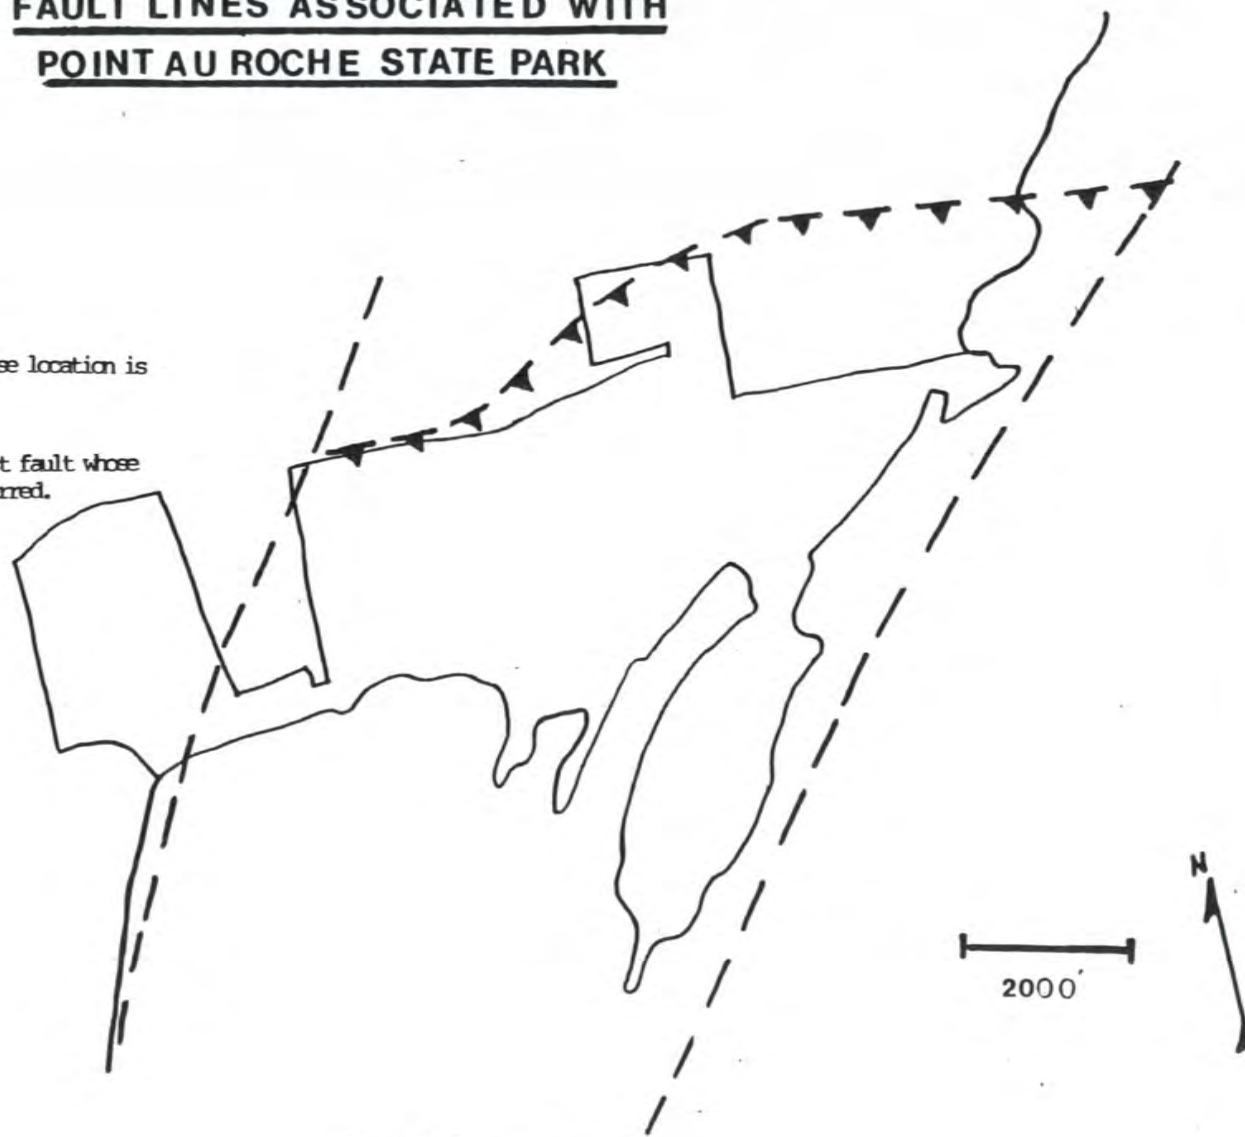 FAULT LINES ASSOCIATED WITH
POINT AU ROCHE STATE PARK
location is
fault whose
N
2000'